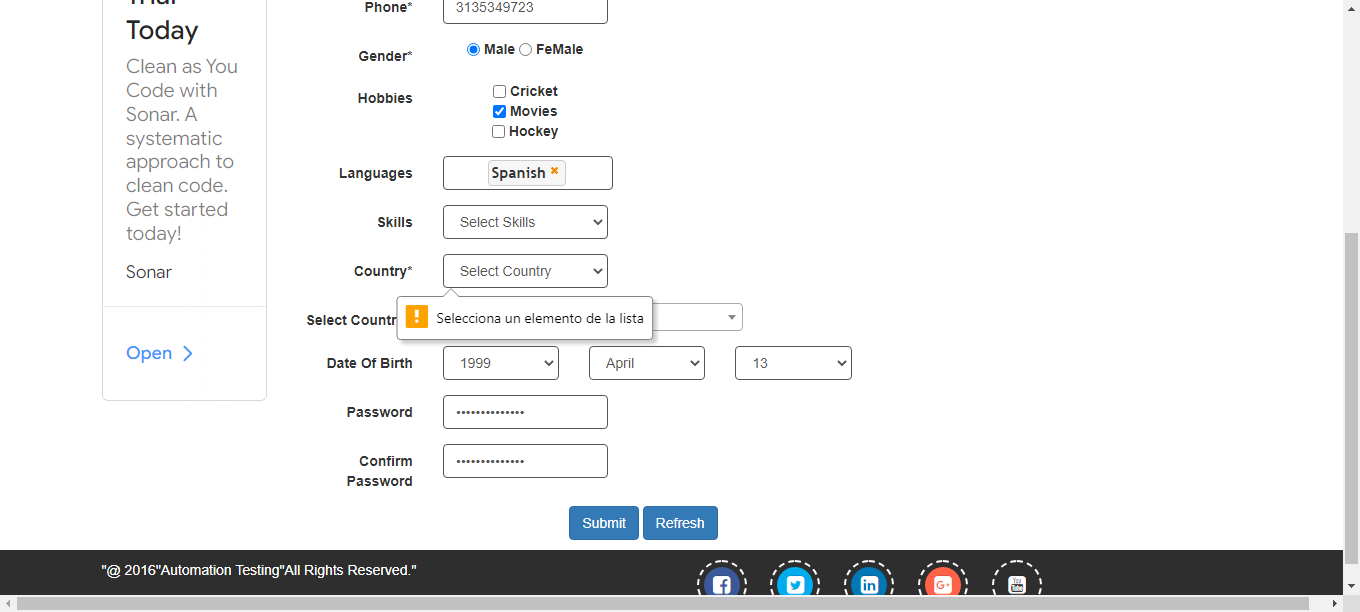 Today
Clean as You
Code with
Sonar. A
systematic
approach to
clean code.
Get started
today!
Sonar
Open
Phone*
3135349723
Gender*
Male FeMale
Hobbies
Cricket
Movies
Hockey
Languages
Spanish
Skills
Select Skills
Country*
Select Country
Select
Selecciona un elemento de la lista
Date Of Birth
1999 April 13
Password
••••••••••••••
Confirm
Password
••••••••••••••
Submit Refresh
"@ 2016"Automation Testing"All Rights Reserved."
You
Tube